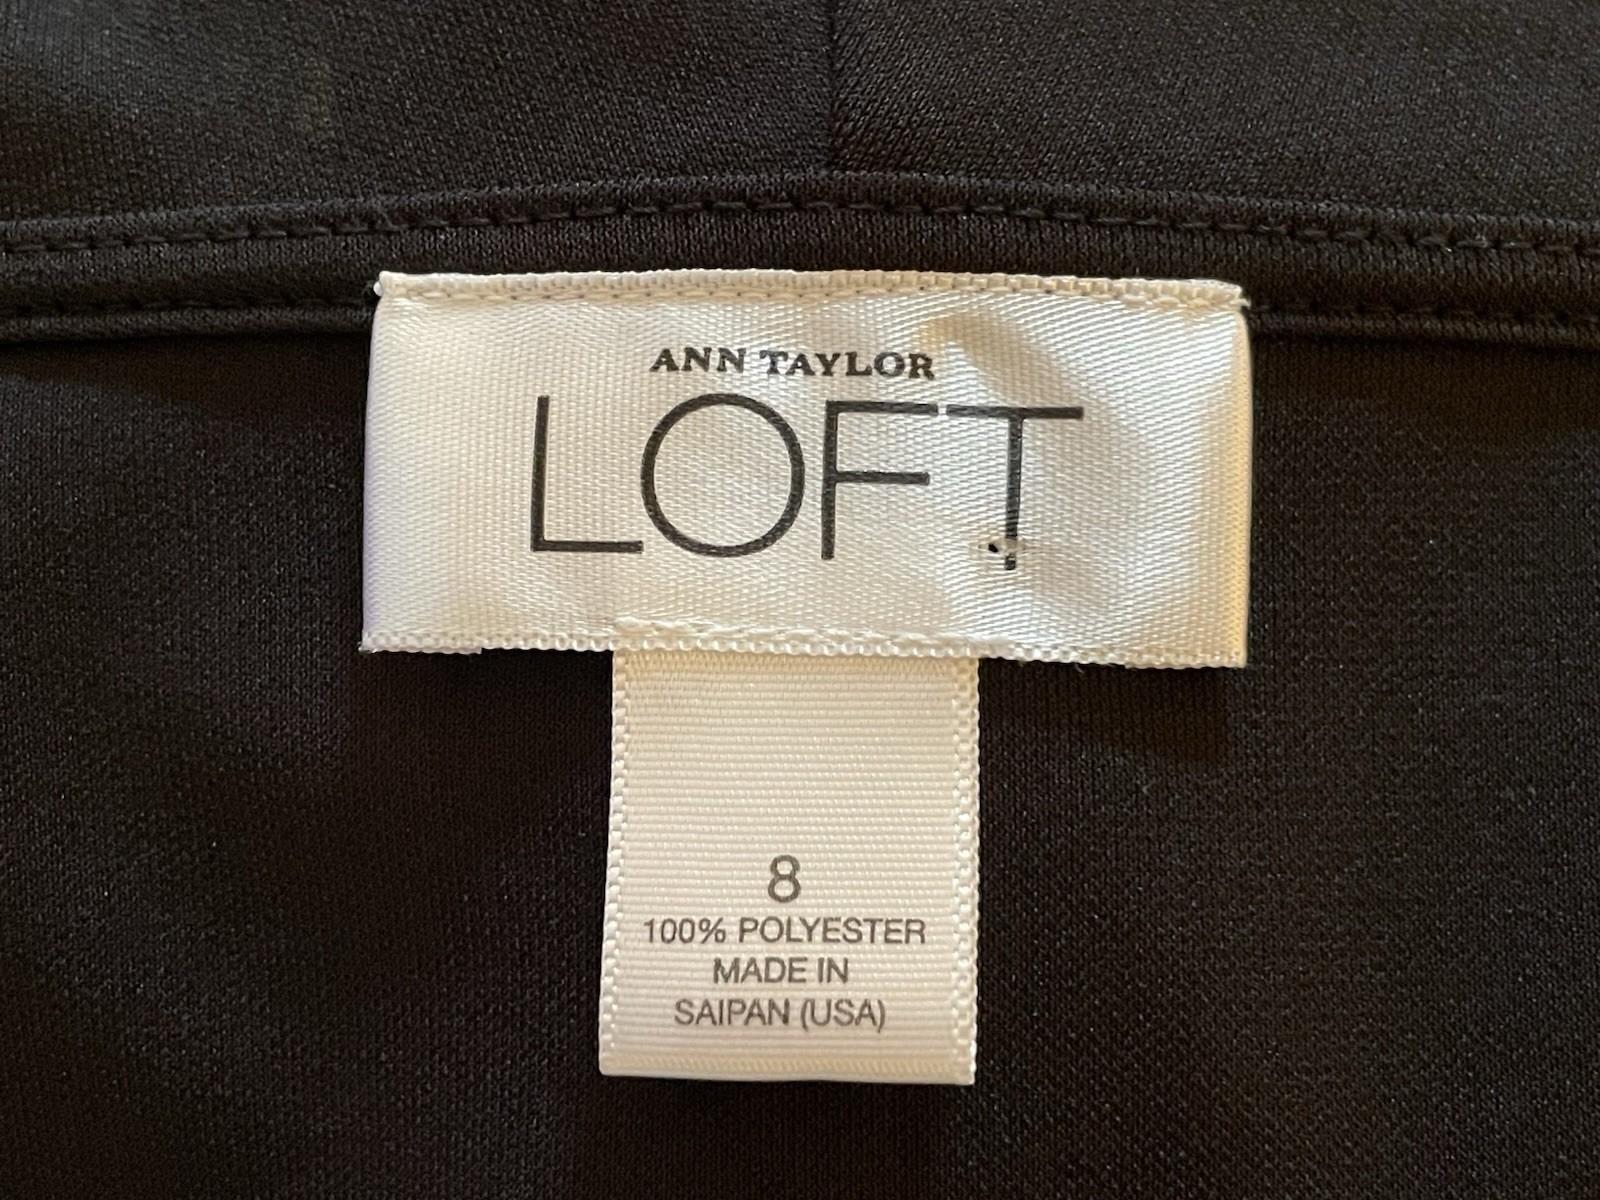 ANN TAYLOR
LOFT
8
100% POLYESTER
MADE IN
SAIPAN (USA)